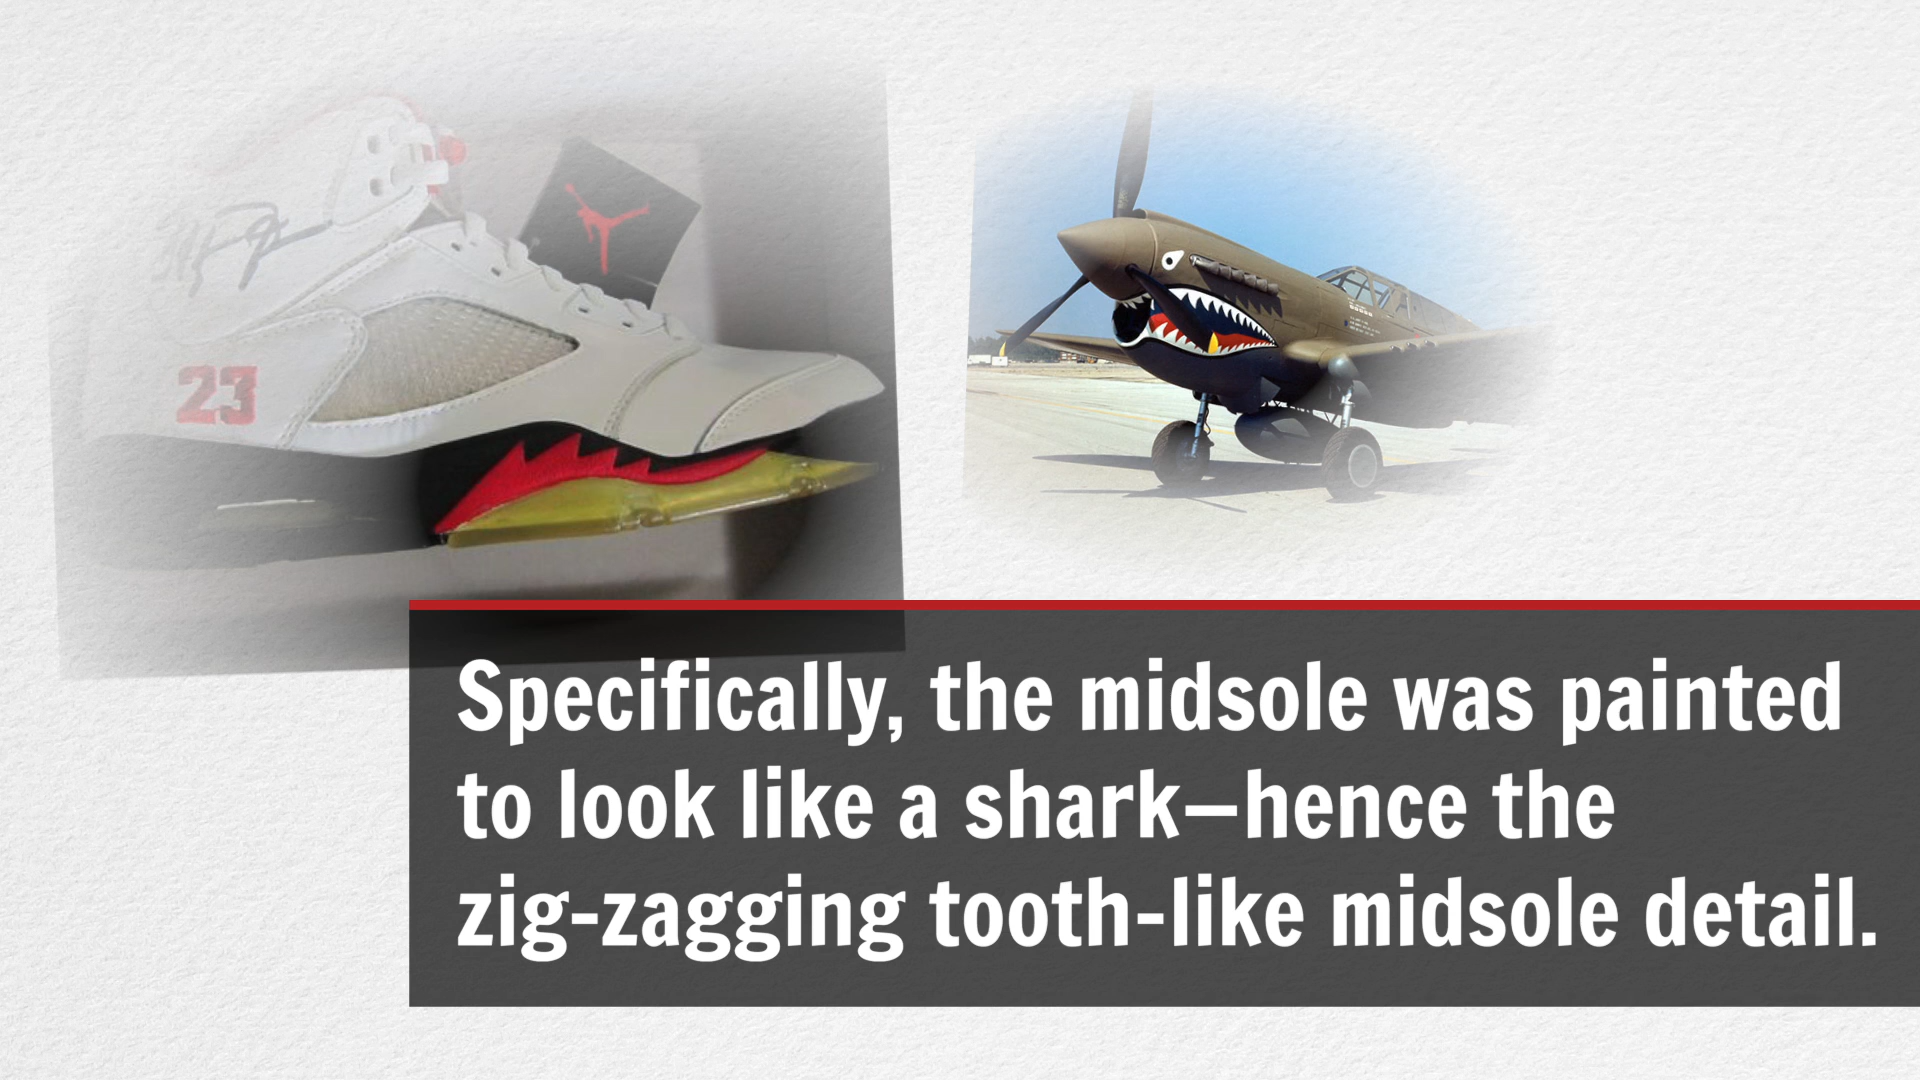 23
Specifically, the midsole was painted
to look like a shark—hence the
zig-zagging tooth-like midsole detail.